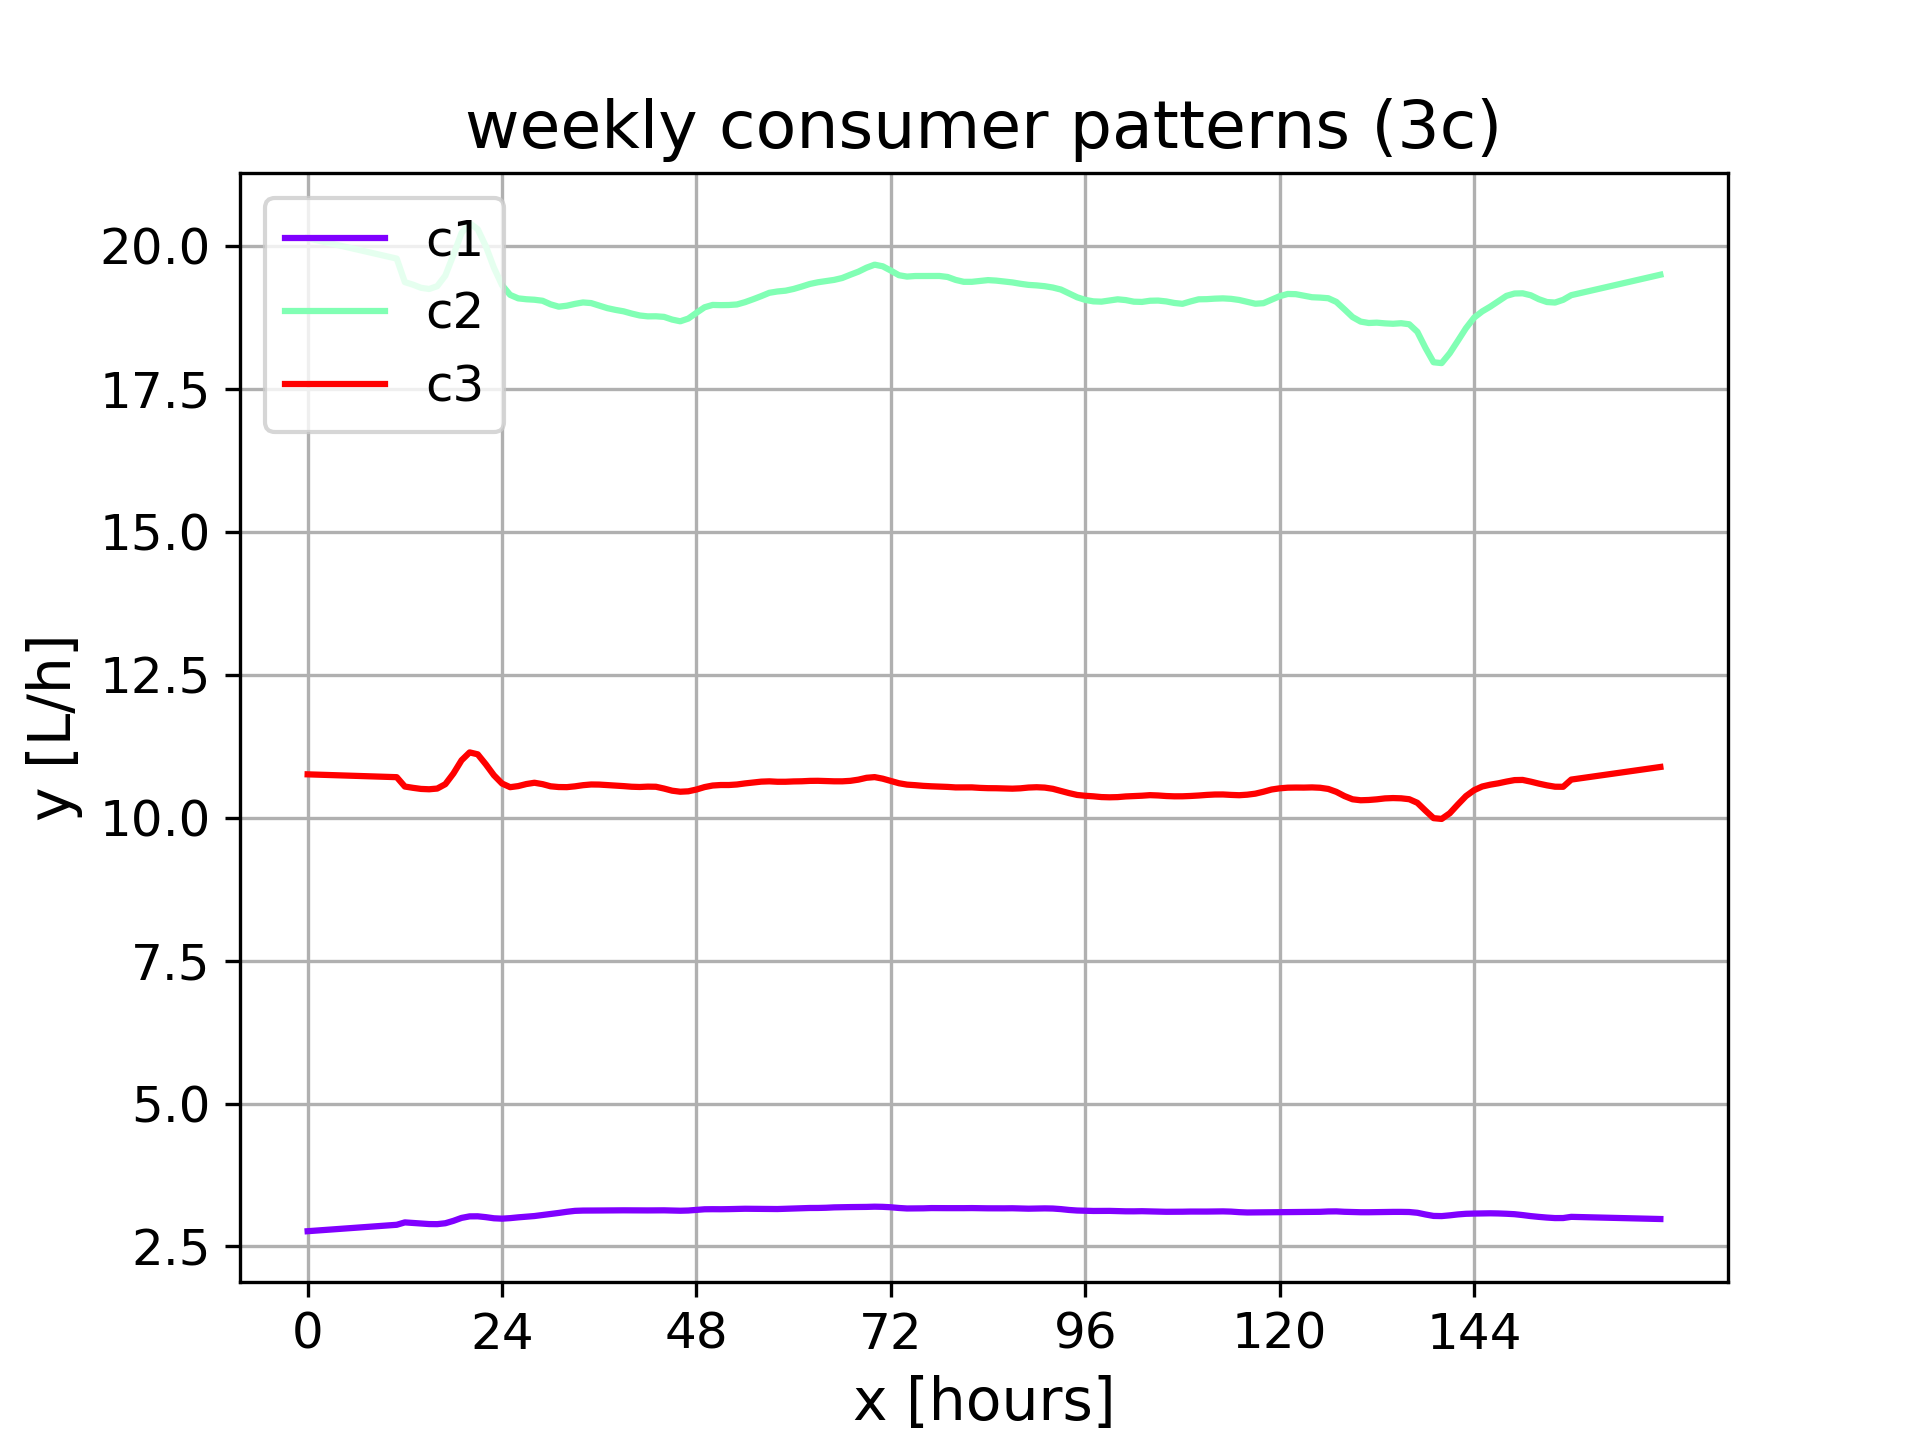 weekly consumer patterns (3c)
c1
c2
c3
20.0
17.5
15.0
12.5
10.0
7.5
5.0
2.5
y [L/h]
0 24 48 72 96 120 144
x [hours]